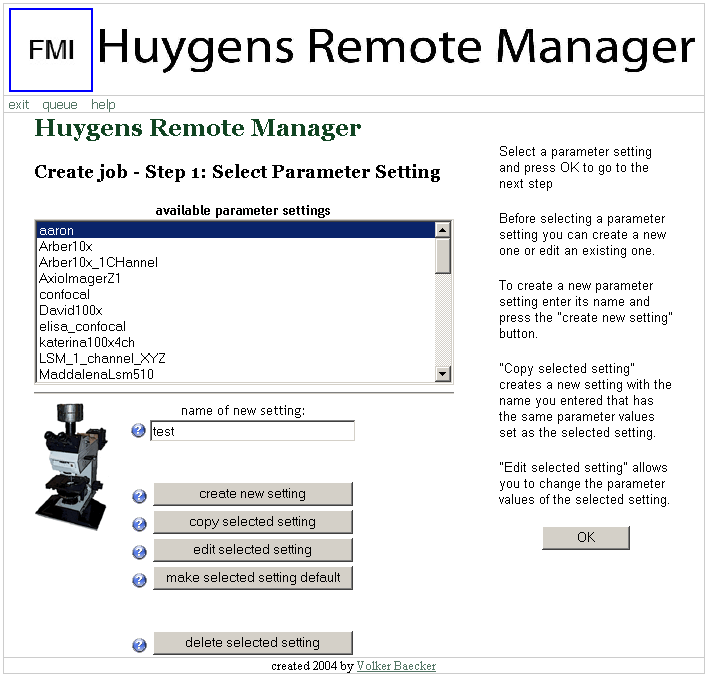 FMI Huygens Remote Manager
exit queue help
Huygens Remote Manager
Create job - Step 1: Select Parameter Setting
available parameter settings
aaron
Arber10x
Arber10x_1CHannel
AxioImagerZ1
confocal
David100x
elisa_confocal
katerina100x4ch
LSM_1_channel_XYZ
MaddalenaLsm510
name of new setting:
test
create new setting
copy selected setting
edit selected setting
make selected setting default
delete selected setting
Select a parameter setting
and press OK to go to the
next step
Before selecting a parameter
setting you can create a new
one or edit an existing one.
To create a new parameter
setting enter its name and
press the "create new setting"
button.
"Copy selected setting"
creates a new setting with the
name you entered that has
the same parameter values
set as the selected setting.
"Edit selected setting" allows
you to change the parameter
values of the selected setting.
OK
created 2004 by Volker Baecker